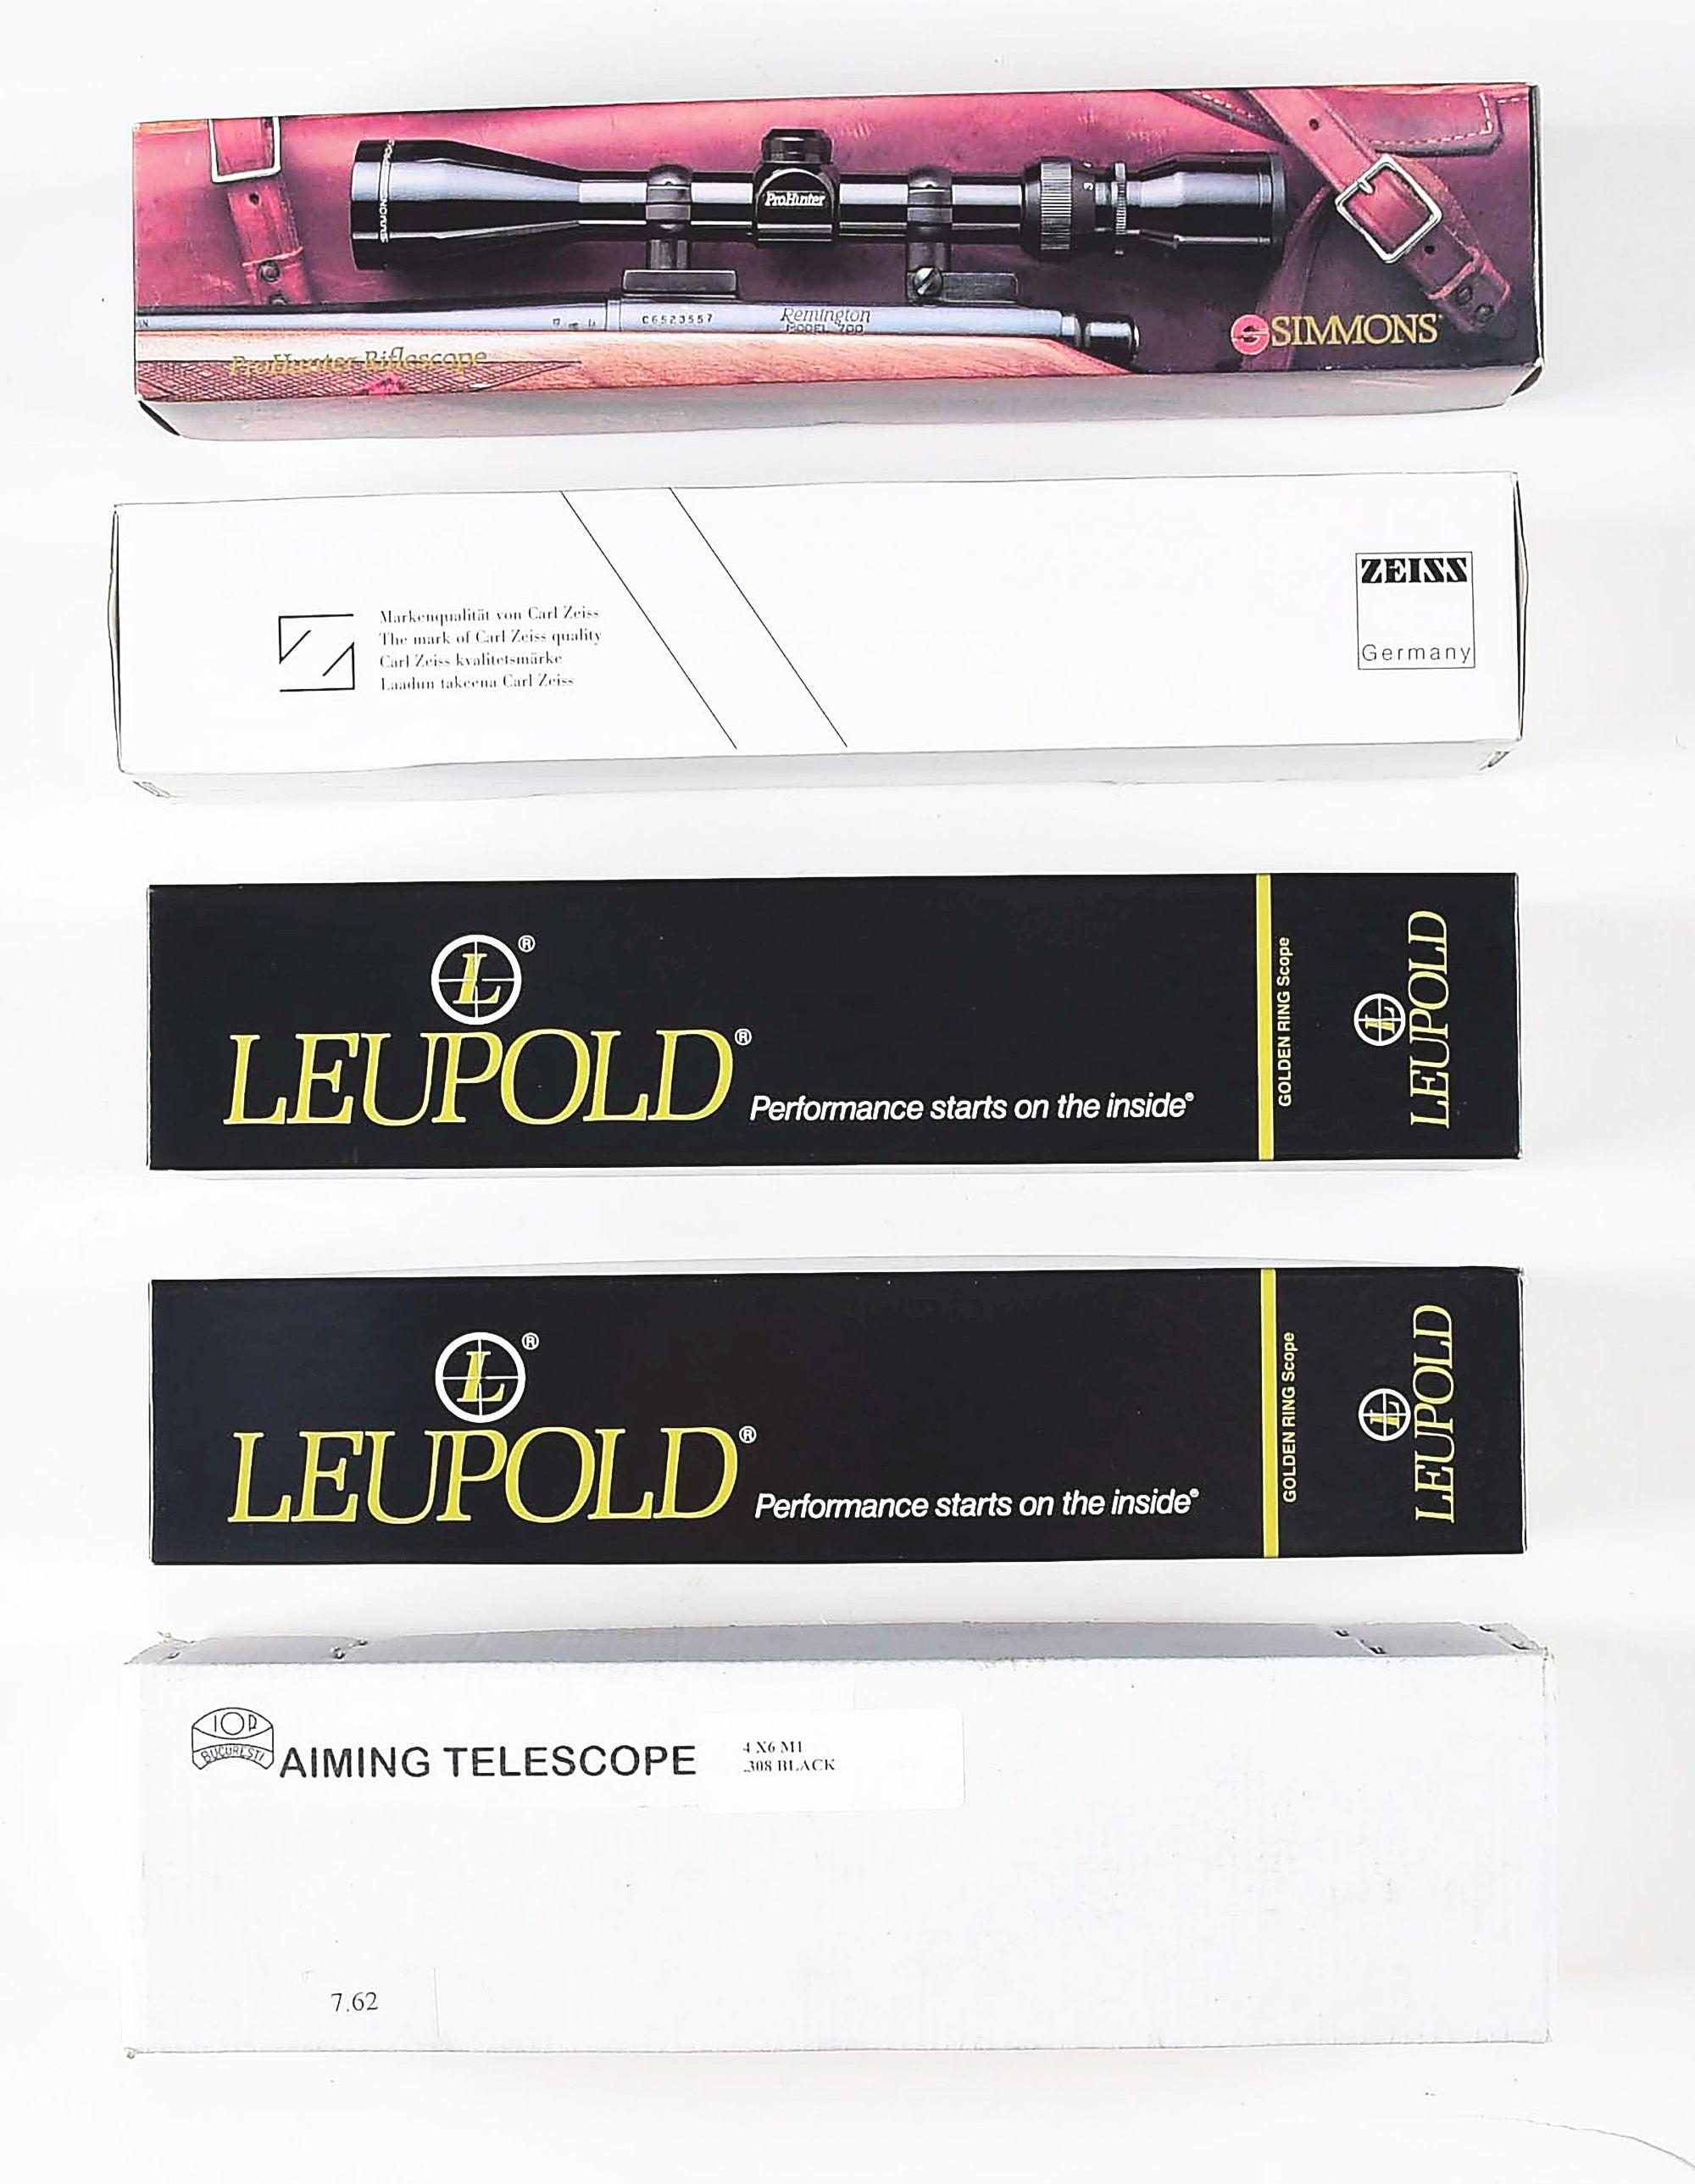 SIMMONS
ProHunter
3
C6523557
Remington
MODEL 700
ProHunter Riflescope
SIMMONS
Markenqualität von Carl Zeiss
The mark of Carl Zeiss quality
Carl Zeiss kvalitetsmärke
Laadun takeena Carl Zeiss
ZEISS
Germany
L®
LEUPOLD®
Performance starts on the inside®
GOLDEN RING Scope
L
LEUPOLD
L®
LEUPOLD®
Performance starts on the inside®
GOLDEN RING Scope
L
LEUPOLD
IOR
BUCURESTI
AIMING TELESCOPE
4 X6 M1
.308 BLACK
7.62